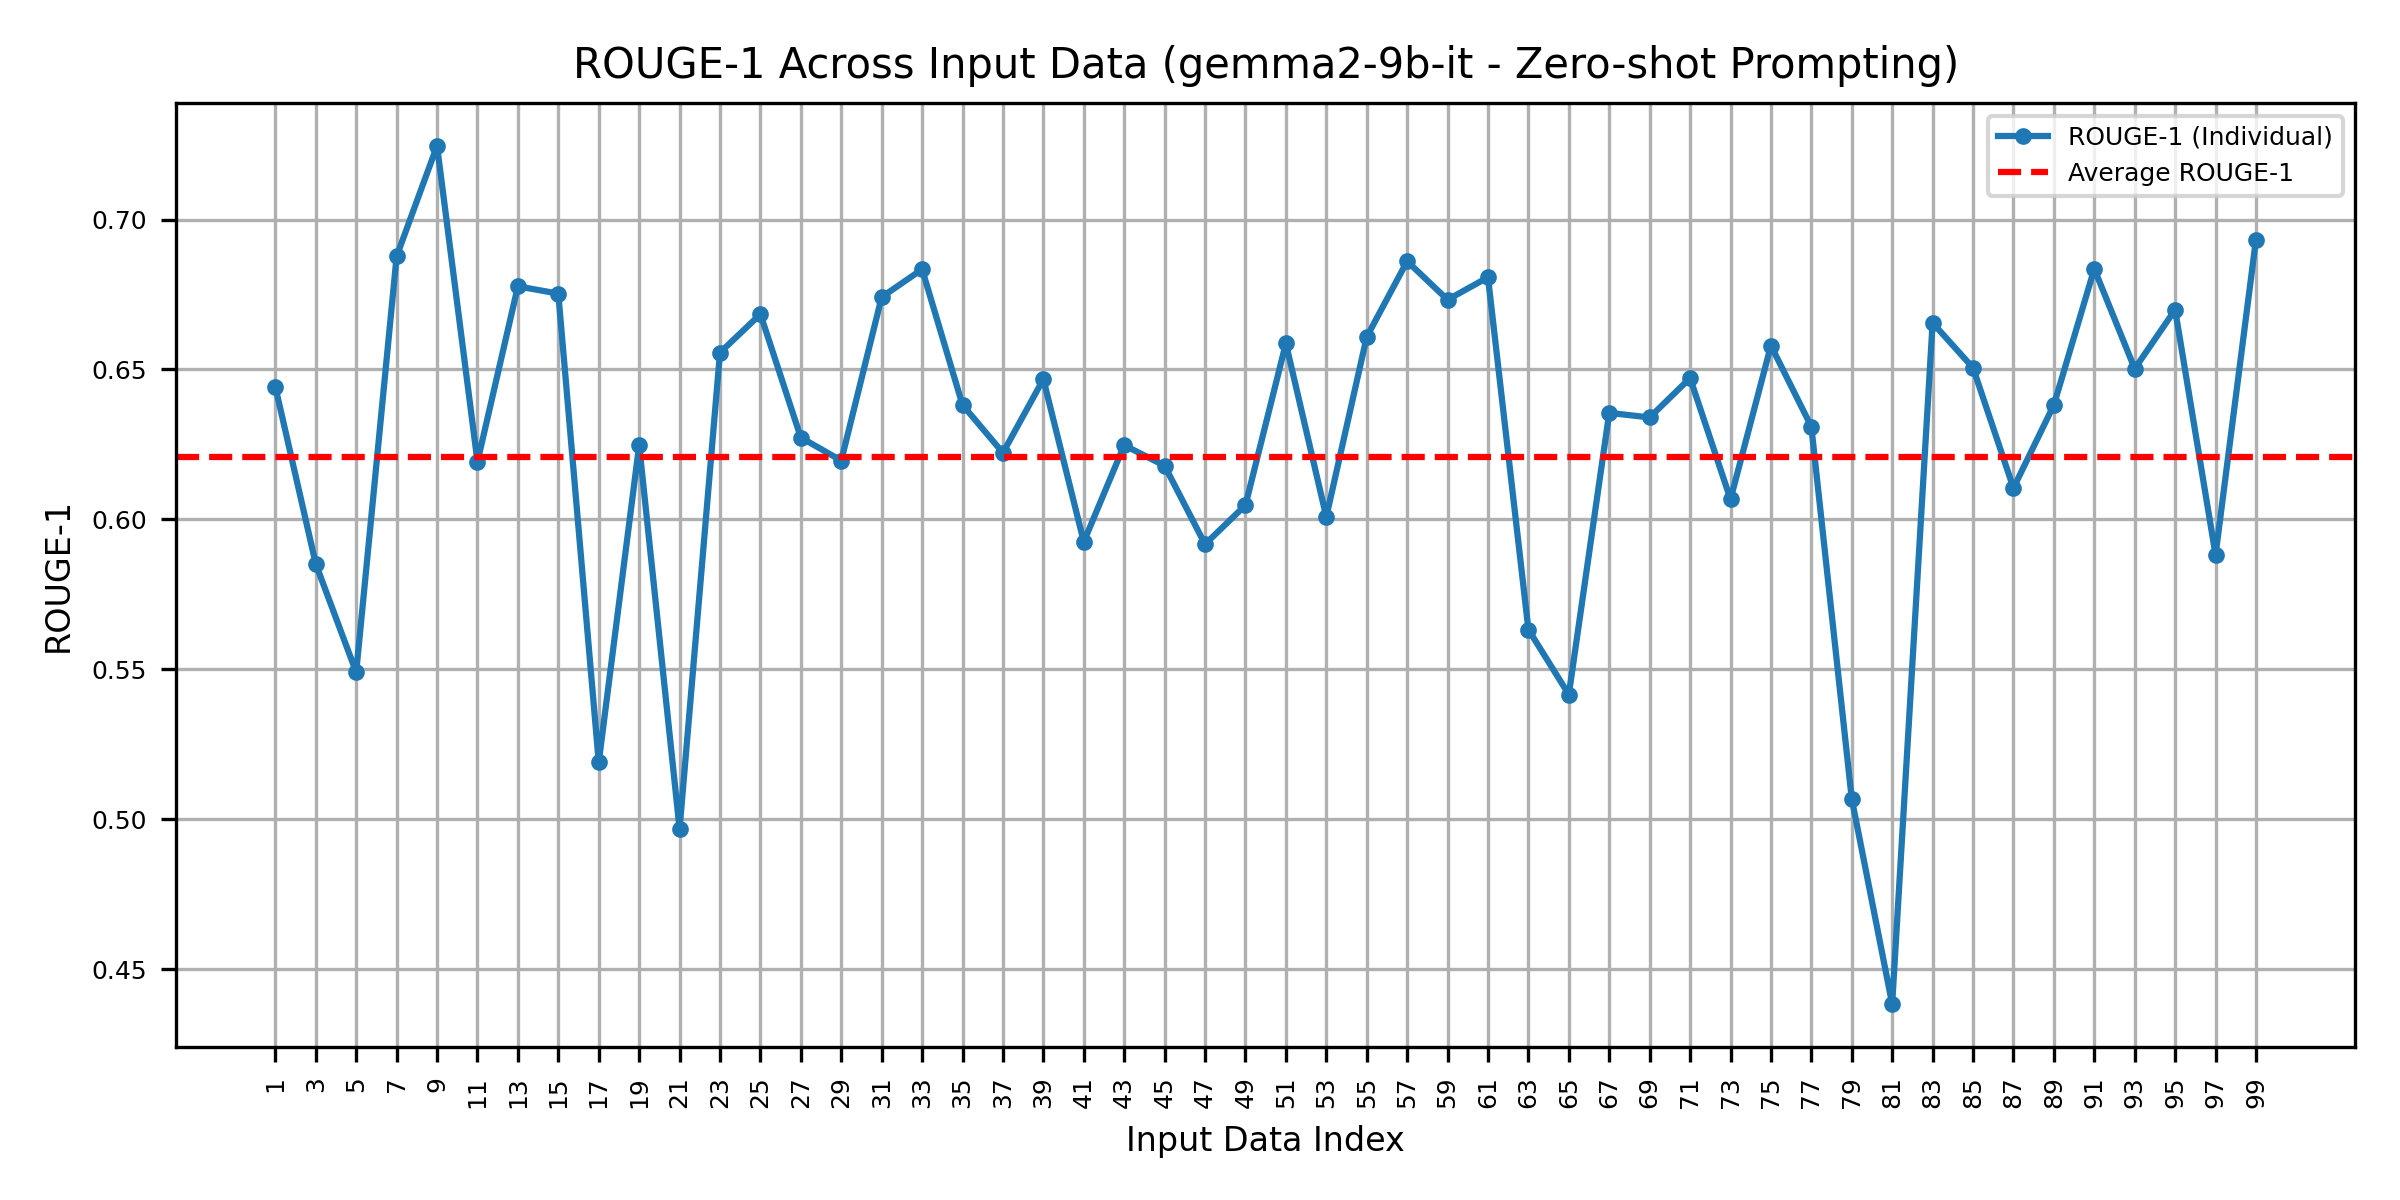 ROUGE-1 Across Input Data (gemma2-9b-it - Zero-shot Prompting)
ROUGE-1 (Individual)
Average ROUGE-1
0.70
0.65
0.60
0.55
0.50
0.45
ROUGE-1
1 3 5 7 9 11 13 15 17 19 21 23 25 27 29 31 33 35 37 39 41 43 45 47 49 51 53 55 57 59 61 63 65 67 69 71 73 75 77 79 81 83 85 87 89 91 93 95 97 99
Input Data Index